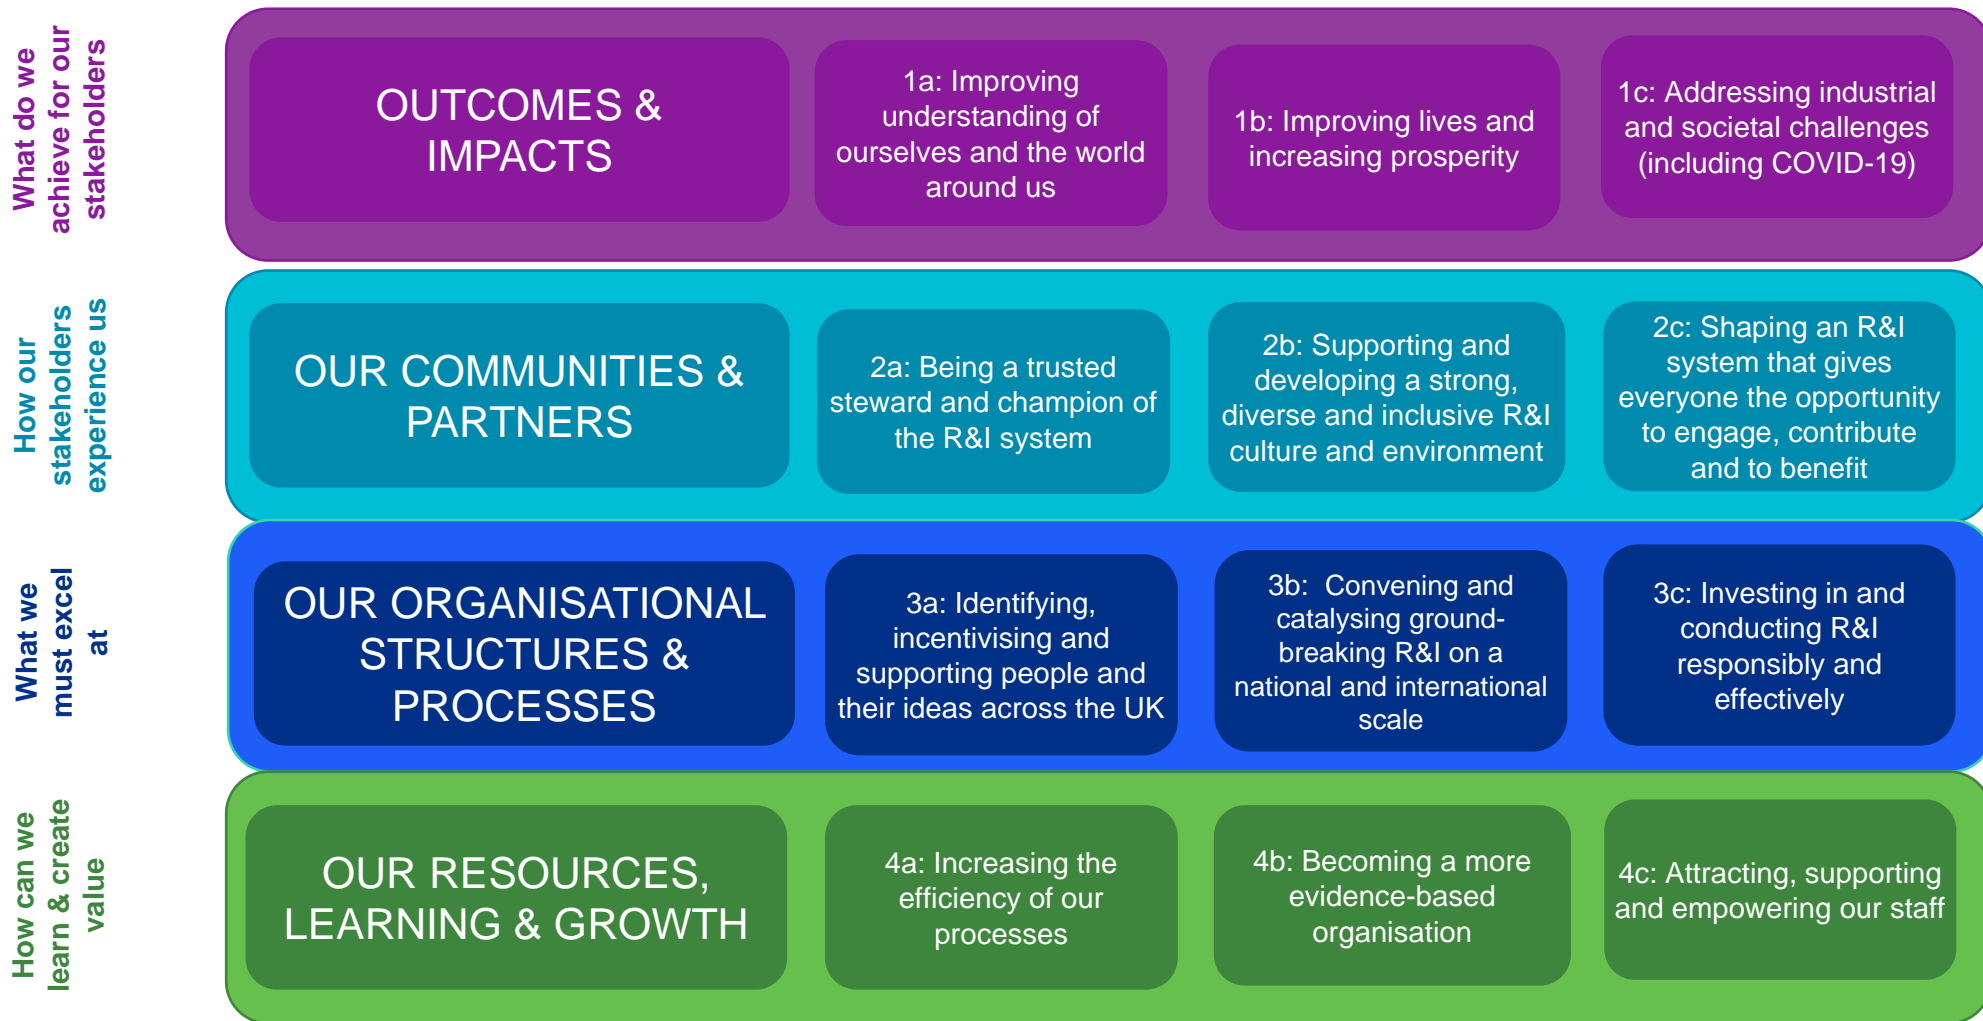 What do we
achieve for our
stakeholders
OUTCOMES &
IMPACTS
1a: Improving
understanding of
ourselves and the world
around us
1b: Improving lives and
increasing prosperity
1c: Addressing industrial
and societal challenges
(including COVID-19)
How our
stakeholders
experience us
OUR COMMUNITIES &
PARTNERS
2a: Being a trusted
steward and champion of
the R&I system
2b: Supporting and
developing a strong,
diverse and inclusive R&I
culture and environment
2c: Shaping an R&I
system that gives
everyone the opportunity
to engage, contribute
and to benefit
What we
must excel
at
OUR ORGANISATIONAL
STRUCTURES &
PROCESSES
3a: Identifying,
incentivising and
supporting people and
their ideas across the UK
3b: Convening and
catalysing ground-
breaking R&I on a
national and international
scale
3c: Investing in and
conducting R&I
responsibly and
effectively
How can we
learn & create
value
OUR RESOURCES,
LEARNING & GROWTH
4a: Increasing the
efficiency of our
processes
4b: Becoming a more
evidence-based
organisation
4c: Attracting, supporting
and empowering our staff